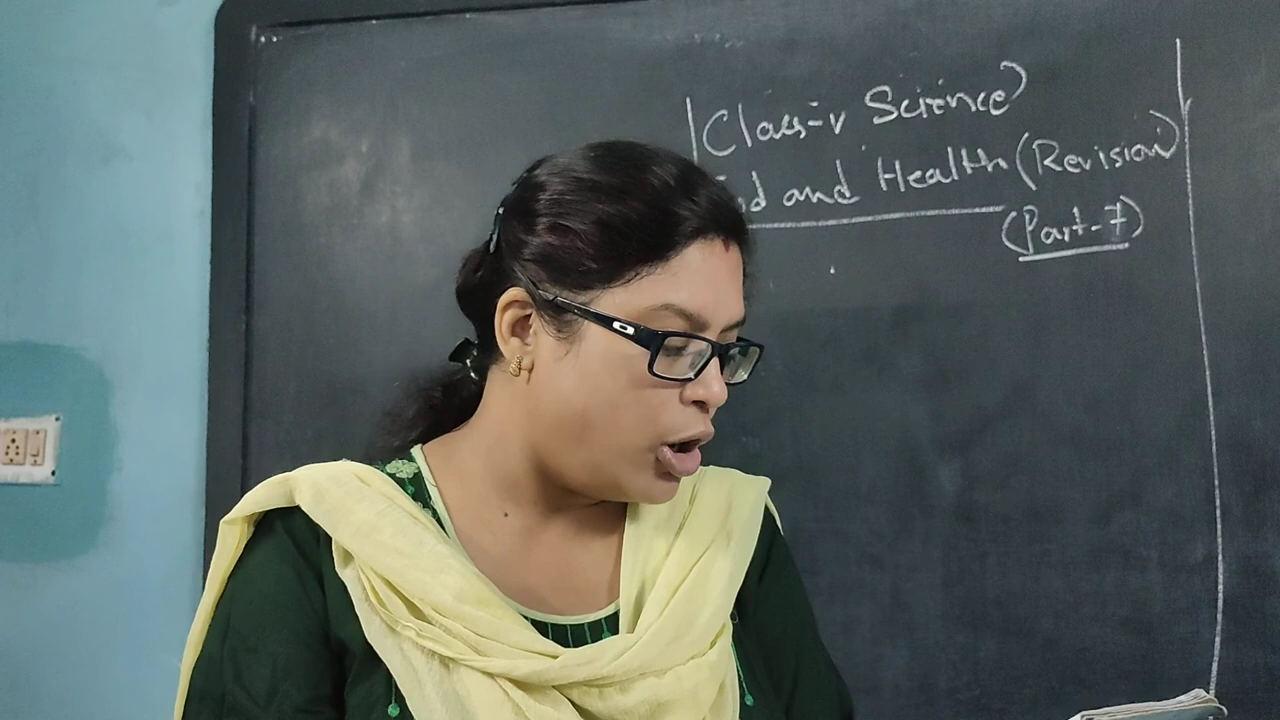 Class-V Science
and Health (Revision)
(Part-7)